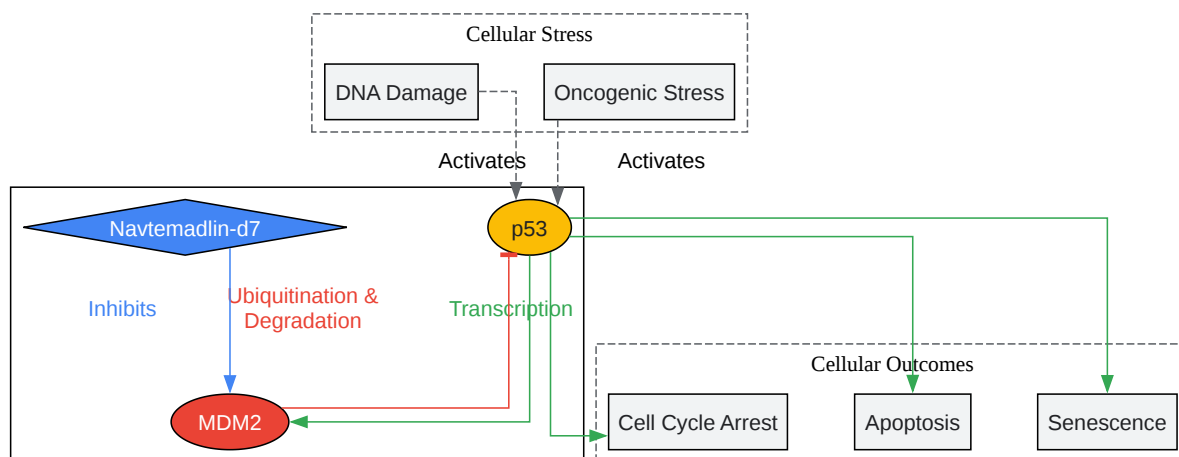 Cellular Stress
DNA Damage
Oncogenic Stress
Activates
Activates
Navtemadlin-d7
p53
Inhibits
Ubiquitination &
Degradation
Transcription
Cellular Outcomes
MDM2
Cell Cycle Arrest
Apoptosis
Senescence